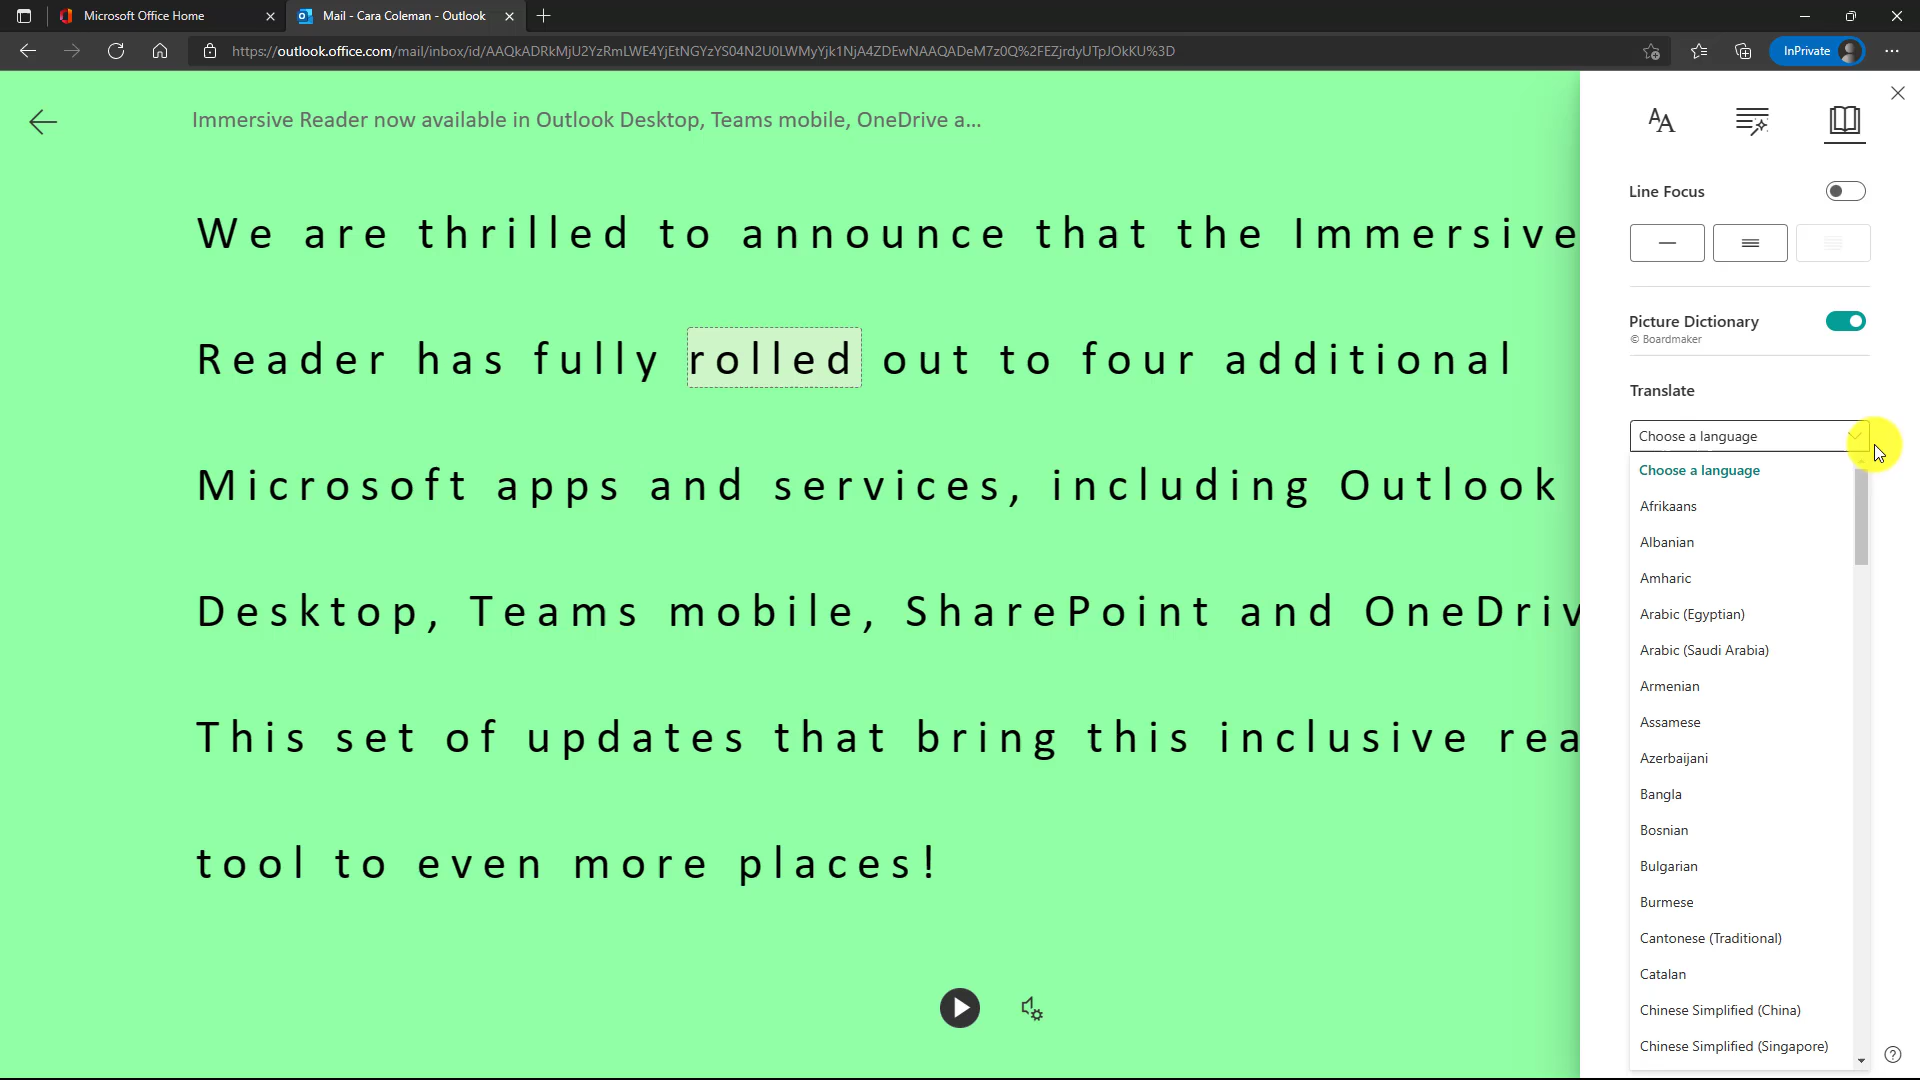 Microsoft Office Home
Mail - Cara Coleman - Outlook
https://outlook.office.com/mail/inbox/id/AAQkADRkMjU2YzRmLWE4YjEtNGYzYS04N2U0LWMyYjk1NjA4ZDEwNAAQADeM7z0Q%2FEZjrdyUTpJOkKU%3D
InPrivate
Immersive Reader now available in Outlook Desktop, Teams mobile, OneDrive a...
We are thrilled to announce that the Immersive
Reader has fully rolled out to four additional
Microsoft apps and services, including Outlook
Desktop, Teams mobile, SharePoint and OneDriv
This set of updates that bring this inclusive rea
tool to even more places!
Line Focus
Picture Dictionary
© Boardmaker
Translate
Choose a language
Choose a language
Afrikaans
Albanian
Amharic
Arabic (Egyptian)
Arabic (Saudi Arabia)
Armenian
Assamese
Azerbaijani
Bangla
Bosnian
Bulgarian
Burmese
Cantonese (Traditional)
Catalan
Chinese Simplified (China)
Chinese Simplified (Singapore)